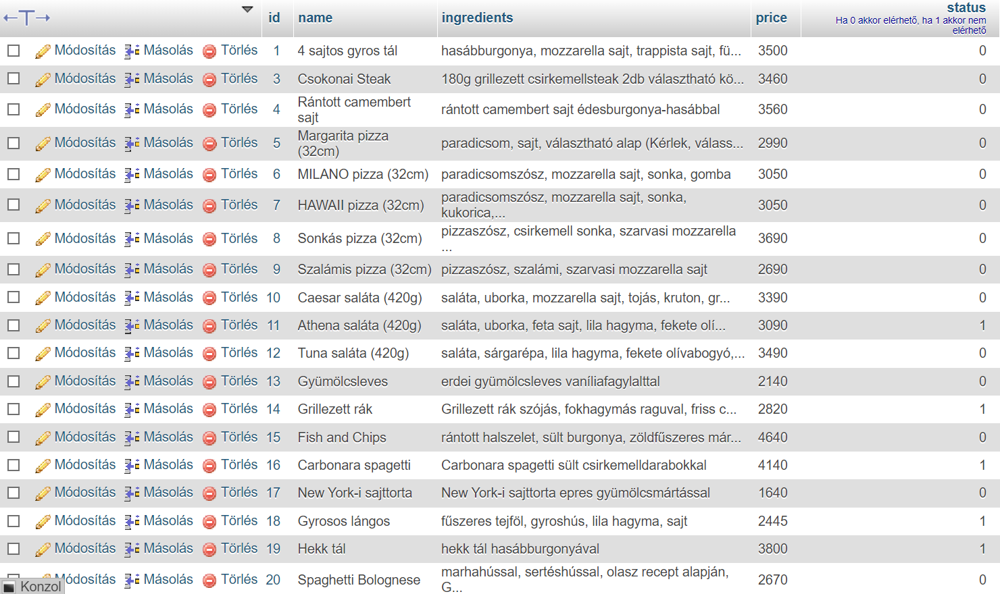 id name ingredients price status
Ha 0 akkor elérhető, ha 1 akkor nem
elérhető
Módosítás Másolás Törlés 1 4 sajtos gyros tál hasábburgonya, mozzarella sajt, trappista sajt, fü... 3500 0
Módosítás Másolás Törlés 3 Csokonai Steak 180g grillezett csirkemellsteak 2db választható kö... 3460 0
Módosítás Másolás Törlés 4 Rántott camembert rántott camembert sajt édesburgonya-hasábbal 3560 0
sajt
Módosítás Másolás Törlés 5 Margarita pizza paradicsom, sajt, választható alap (Kérlek, válass... 2990 0
(32cm)
Módosítás Másolás Törlés 6 MILANO pizza (32cm) paradicsomszósz, mozzarella sajt, sonka, gomba 3050 0
Módosítás Másolás Törlés 7 HAWAII pizza (32cm) paradicsomszósz, mozzarella sajt, sonka, 3050 0
kukorica,...
Módosítás Másolás Törlés 8 Sonkás pizza (32cm) pizzaszósz, csirkemell sonka, szarvasi mozzarella 3690 0
...
Módosítás Másolás Törlés 9 Szalámis pizza (32cm) pizzaszósz, szalámi, szarvasi mozzarella sajt 2690 0
Módosítás Másolás Törlés 10 Caesar saláta (420g) saláta, uborka, mozzarella sajt, tojás, kruton, gr... 3390 0
Módosítás Másolás Törlés 11 Athena saláta (420g) saláta, uborka, feta sajt, lila hagyma, fekete olí... 3090 1
Módosítás Másolás Törlés 12 Tuna saláta (420g) saláta, sárgarépa, lila hagyma, fekete olívabogyó,... 3490 0
Módosítás Másolás Törlés 13 Gyümölcsleves erdei gyümölcsleves vaníliafagylalttal 2140 0
Módosítás Másolás Törlés 14 Grillezett rák Grillezett rák szójás, fokhagymás raguval, friss c... 2820 1
Módosítás Másolás Törlés 15 Fish and Chips rántott halszelet, sült burgonya, zöldfűszeres már... 4640 0
Módosítás Másolás Törlés 16 Carbonara spagetti Carbonara spagetti sült csirkemelldarabokkal 4140 1
Módosítás Másolás Törlés 17 New York-i sajttorta New York-i sajttorta epres gyümölcsmártással 1640 0
Módosítás Másolás Törlés 18 Gyrosos lángos fűszeres tejföl, gyroshús, lila hagyma, sajt 2445 1
Módosítás Másolás Törlés 19 Hekk tál hekk tál hasábburgonyával 3800 1
Módosítás Másolás Törlés 20 Spaghetti Bolognese marhahússal, sertéshússal, olasz recept alapján, 2670 0
G...
Konzol